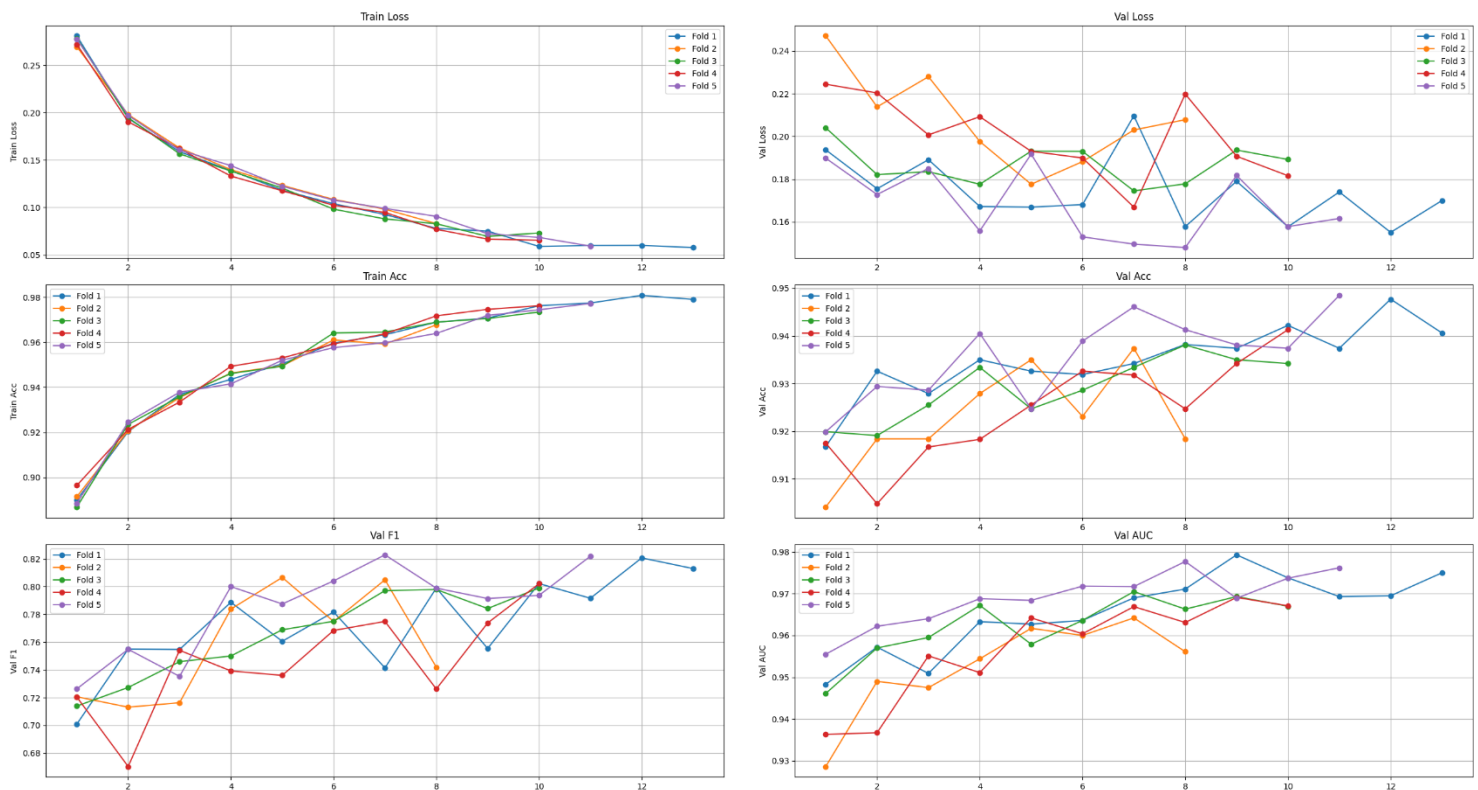 Train Loss
Train Loss
0.25
0.20
0.15
0.10
0.05
2 4 6 8 10 12
Fold 1
Fold 2
Fold 3
Fold 4
Fold 5
Val Loss
Val Loss
0.24
0.22
0.20
0.18
0.16
2 4 6 8 10 12
Fold 1
Fold 2
Fold 3
Fold 4
Fold 5
Train Acc
Train Acc
0.98
0.96
0.94
0.92
0.90
2 4 6 8 10 12
Fold 1
Fold 2
Fold 3
Fold 4
Fold 5
Val Acc
Val Acc
0.95
0.94
0.93
0.92
0.91
2 4 6 8 10 12
Fold 1
Fold 2
Fold 3
Fold 4
Fold 5
Val F1
Val F1
0.82
0.80
0.78
0.76
0.74
0.72
0.70
0.68
2 4 6 8 10 12
Fold 1
Fold 2
Fold 3
Fold 4
Fold 5
Val AUC
Val AUC
0.98
0.97
0.96
0.95
0.94
0.93
2 4 6 8 10 12
Fold 1
Fold 2
Fold 3
Fold 4
Fold 5